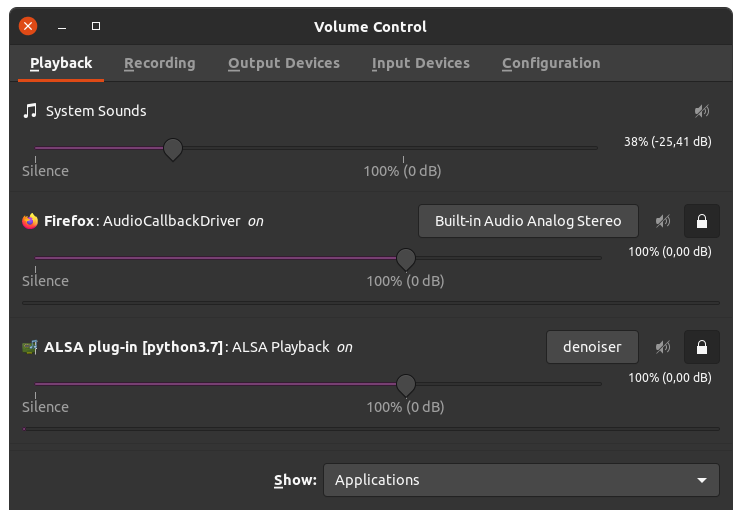 Volume Control
Playback Recording Output Devices Input Devices Configuration
System Sounds
38% (-25,41 dB)
Silence 100% (0 dB)
Firefox: AudioCallbackDriver on Built-in Audio Analog Stereo
100% (0,00 dB)
Silence 100% (0 dB)
ALSA plug-in [python3.7]: ALSA Playback on denoiser
100% (0,00 dB)
Silence 100% (0 dB)
Show: Applications